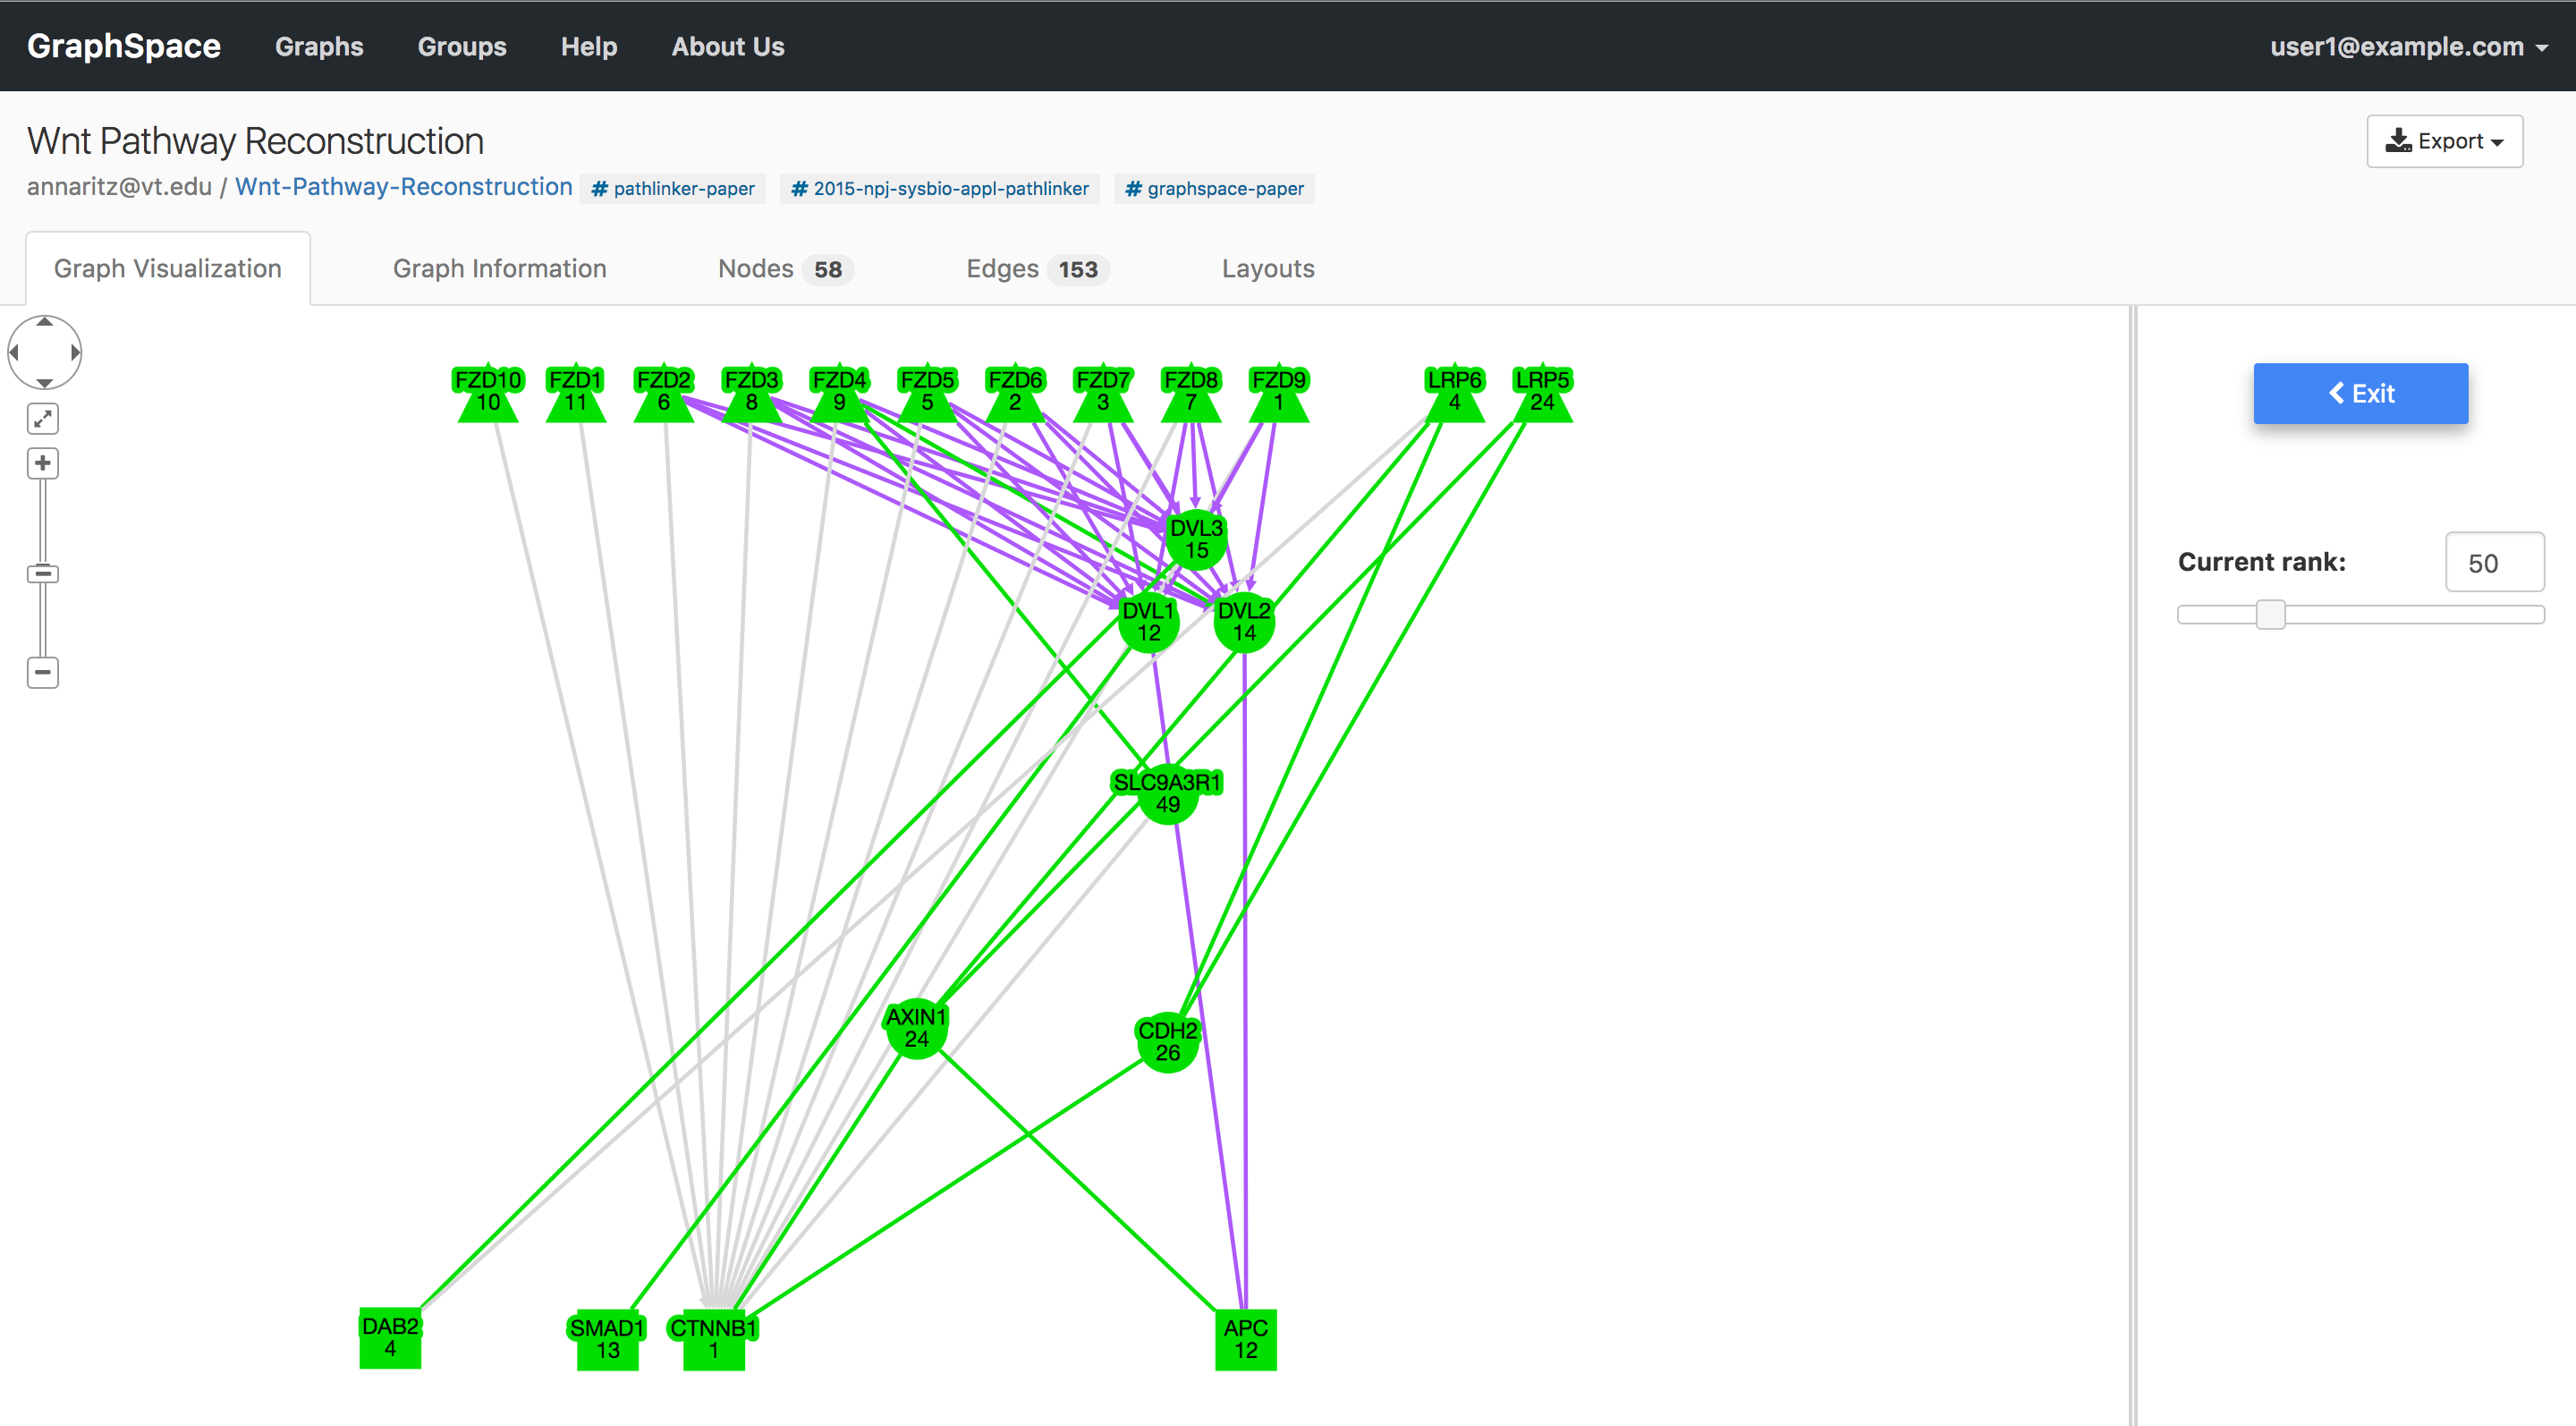 GraphSpace Graphs Groups Help About Us user1@example.com
Wnt Pathway Reconstruction
Export
annaritz@vt.edu / Wnt-Pathway-Reconstruction # pathlinker-paper # 2015-npj-sysbio-appl-pathlinker # graphspace-paper
Graph Visualization Graph Information Nodes 58 Edges 153 Layouts
FZD10 FZD1 FZD2 FZD3 FZD4 FZD5 FZD6 FZD7 FZD8 FZD9 LRP6 LRP5
10 11 6 8 9 5 2 3 7 1 4 24
Exit
DVL3
15
Current rank: 50
DVL1 DVL2
12 14
SLC9A3R1
49
AXIN1
24
CDH2
26
DAB2 SMAD1 CTNNB1 APC
4 13 1 12